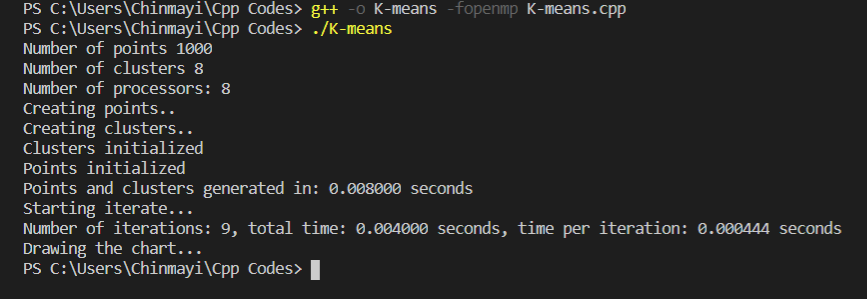 PS C:\Users\Chinmayi\Cpp Codes> g++ -o K-means -fopenmp K-means.cpp
PS C:\Users\Chinmayi\Cpp Codes> ./K-means
Number of points 1000
Number of clusters 8
Number of processors: 8
Creating points..
Creating clusters..
Clusters initialized
Points initialized
Points and clusters generated in: 0.008000 seconds
Starting iterate...
Number of iterations: 9, total time: 0.004000 seconds, time per iteration: 0.000444 seconds
Drawing the chart...
PS C:\Users\Chinmayi\Cpp Codes>